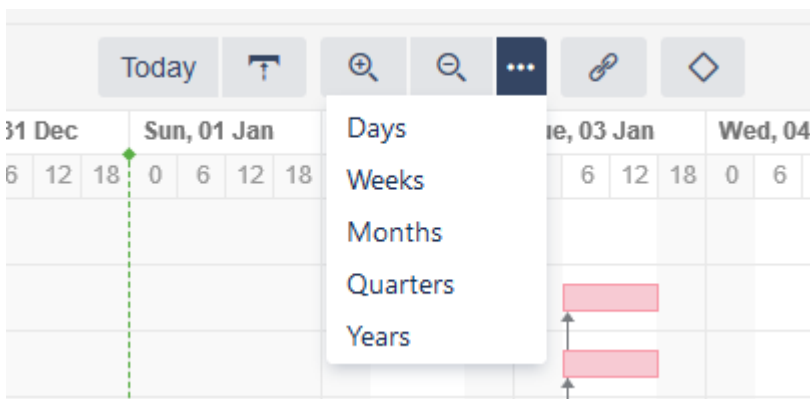 Today
31 Dec Sun, 01 Jan ue, 03 Jan Wed, 04
6 12 18 0 6 12 18 6 12 18 0 6
Days
Weeks
Months
Quarters
Years